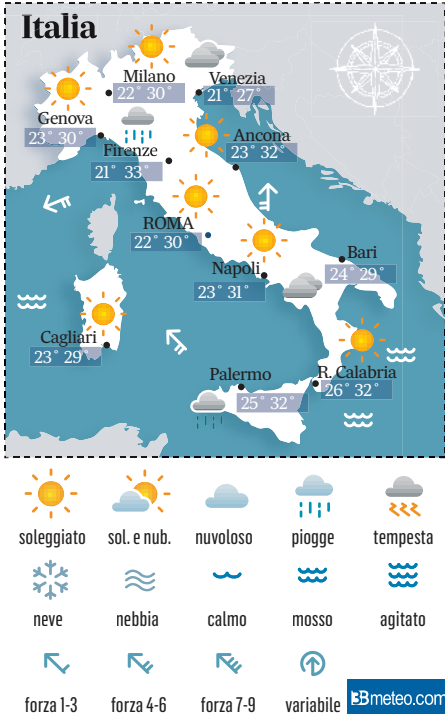 Italia
Milano
22° 30°
Venezia
21° 27°
Genova
23° 30°
Firenze
21° 33°
Ancona
23° 32°
ROMA
22° 30°
Napoli
23° 31°
Bari
24° 29°
Cagliari
23° 29°
Palermo
25° 32°
R. Calabria
26° 32°
soleggiato sol. e nub. nuvoloso piogge tempesta
neve nebbia calmo mosso agitato
forza 1-3 forza 4-6 forza 7-9 variabile
3Bmeteo.com